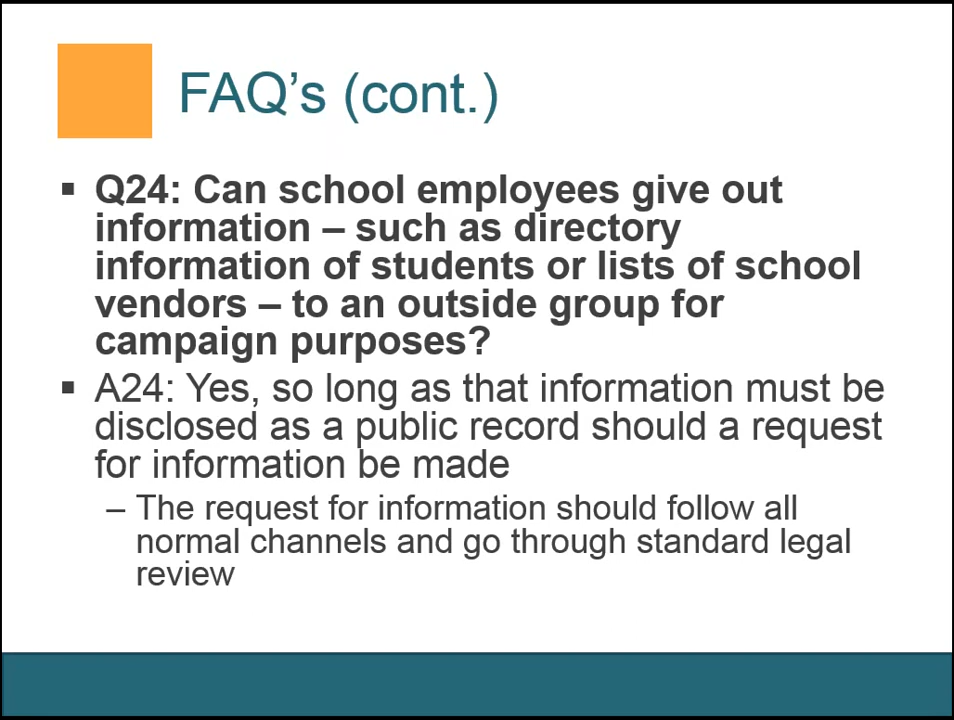 FAQ’s (cont.)
▪ Q24: Can school employees give out
information – such as directory
information of students or lists of school
vendors – to an outside group for
campaign purposes?
▪ A24: Yes, so long as that information must be
disclosed as a public record should a request
for information be made
– The request for information should follow all
normal channels and go through standard legal
review